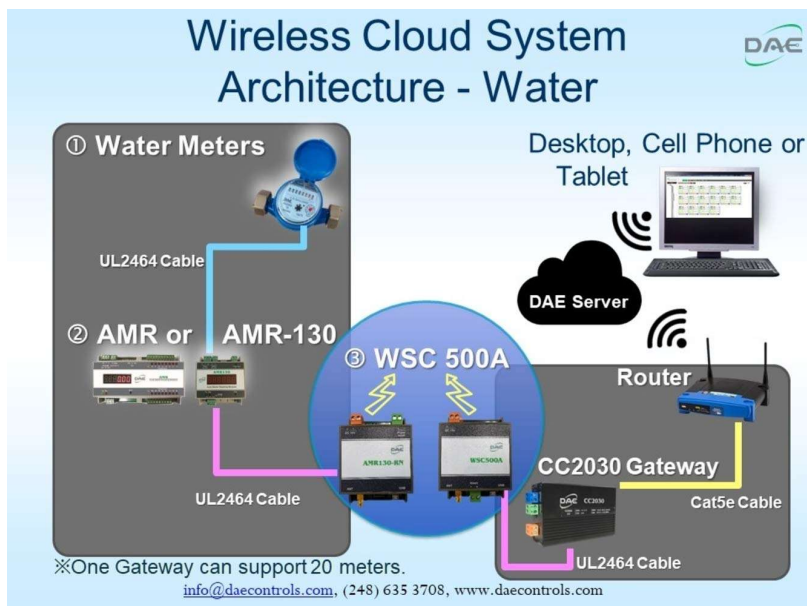 Wireless Cloud System
Architecture - Water
DAE
① Water Meters
Desktop, Cell Phone or
Tablet
UL2464 Cable
DAE Server
② AMR or AMR-130
③ WSC 500A
Router
DAE
AMR130-RN
DAE
WSC500A
CC2030 Gateway
DAE CC2030
UL2464 Cable
Cat5e Cable
UL2464 Cable
※One Gateway can support 20 meters.
info@daecontrols.com, (248) 635 3708, www.daecontrols.com